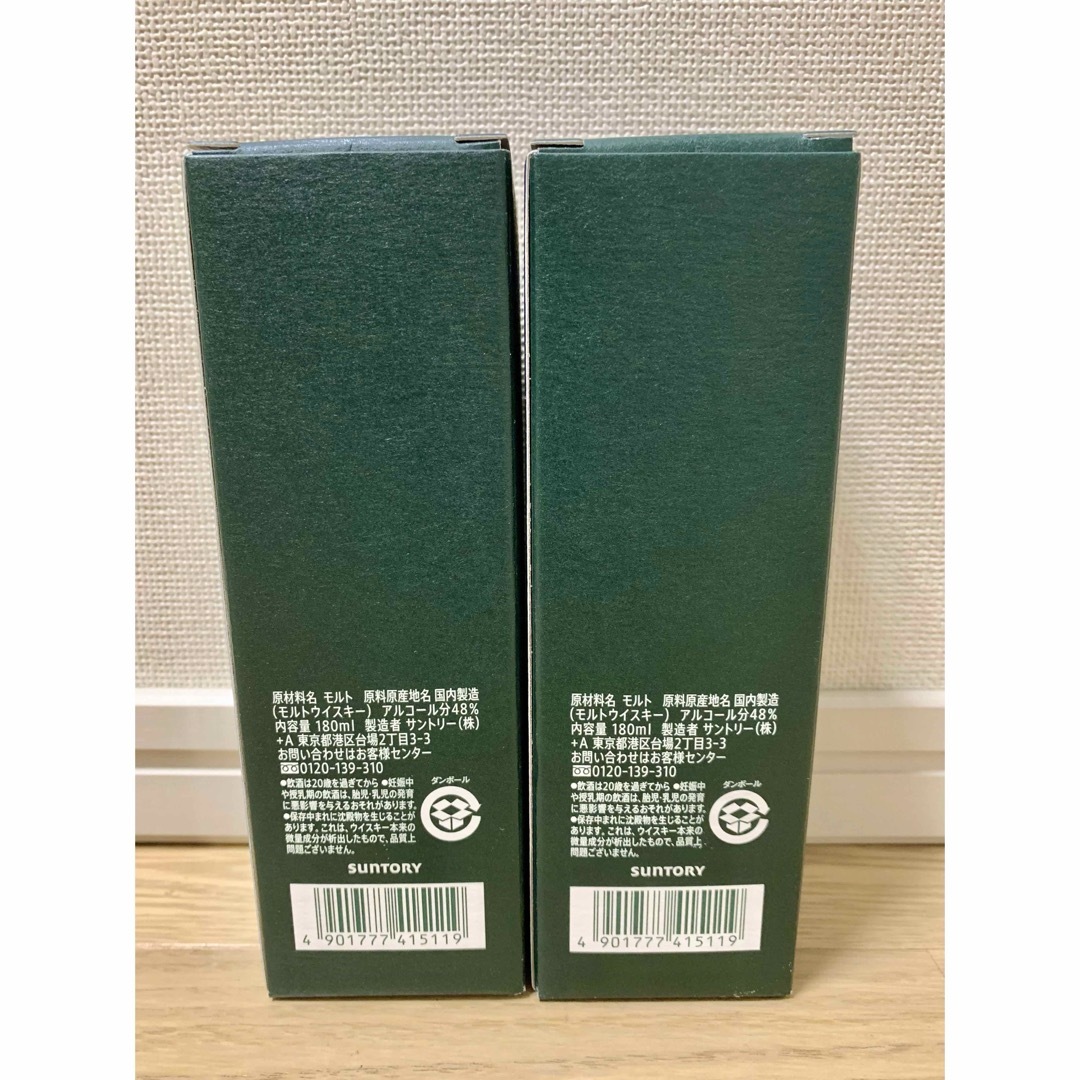 原材料名 モルト 原料原産地名 国内製造
(モルトウイスキー) アルコール分48%
内容量 180ml 製造者 サントリー(株)
+A 東京都港区台場2丁目3-3
お問い合わせはお客様センター
0120-139-310
●飲酒は20歳を過ぎてから ●妊娠中
や授乳期の飲酒は、胎児・乳児の発育
に悪影響を与えるおそれがあります。
●保存中まれに沈殿物を生じることが
あります。これは、ウイスキー本来の
微量成分が析出したもので、品質上
問題ございません。
ダンボール
SUNTORY
4 901777 415119
原材料名 モルト 原料原産地名 国内製造
(モルトウイスキー) アルコール分48%
内容量 180ml 製造者 サントリー(株)
+A 東京都港区台場2丁目3-3
お問い合わせはお客様センター
0120-139-310
●飲酒は20歳を過ぎてから ●妊娠中
や授乳期の飲酒は、胎児・乳児の発育
に悪影響を与えるおそれがあります。
●保存中まれに沈殿物を生じることが
あります。これは、ウイスキー本来の
微量成分が析出したもので、品質上
問題ございません。
ダンボール
SUNTORY
4 901777 415119